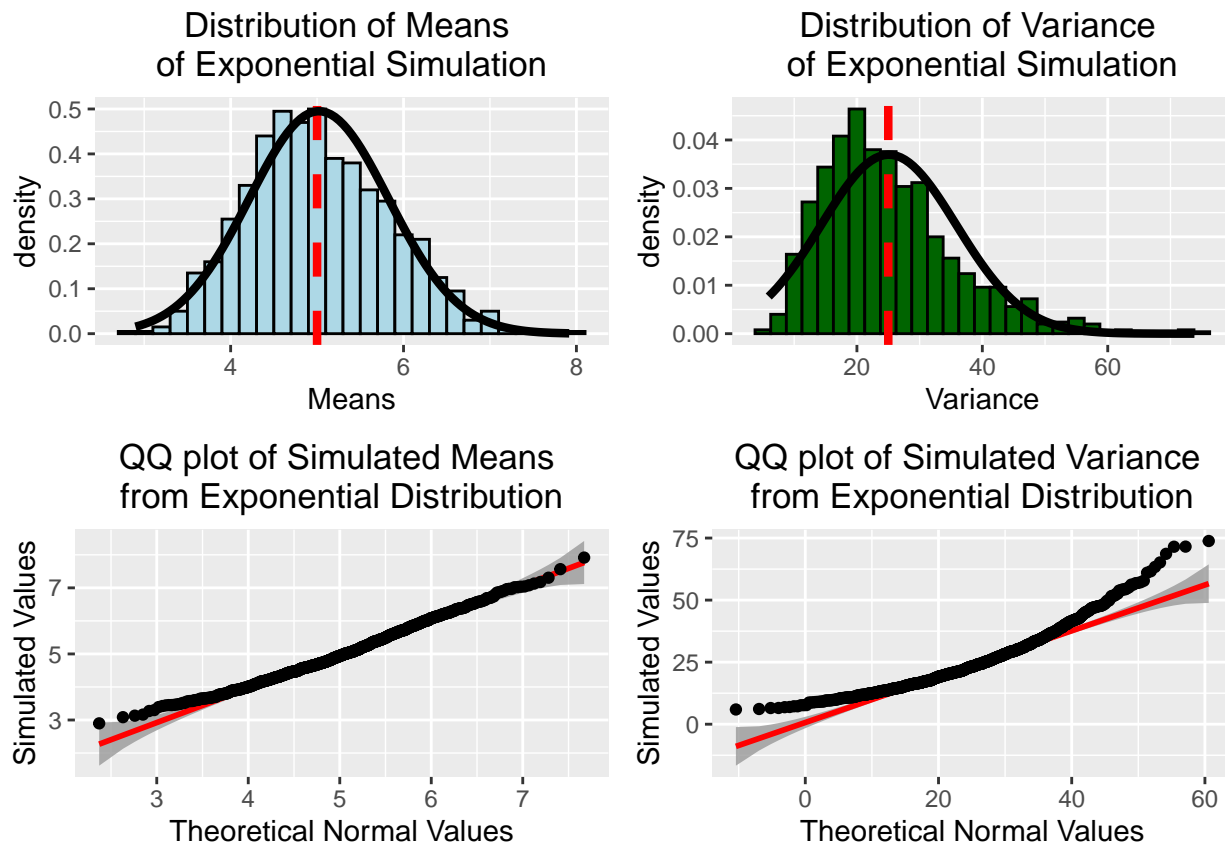 Distribution of Means
of Exponential Simulation
0.5
0.4
0.3
0.2
0.1
0.0
density
4
6
8
Means
Distribution of Variance
of Exponential Simulation
0.04
0.03
0.02
0.01
0.00
density
20
40
60
Variance
QQ plot of Simulated Means
from Exponential Distribution
7
5
3
Simulated Values
3
4
5
6
7
Theoretical Normal Values
QQ plot of Simulated Variance
from Exponential Distribution
75
50
25
0
Simulated Values
0
20
40
60
Theoretical Normal Values